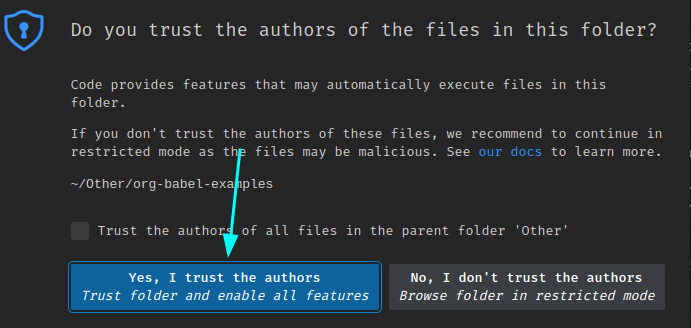 Do you trust the authors of the files in this folder?
Code provides features that may automatically execute files in this
folder.
If you don't trust the authors of these files, we recommend to continue in
restricted mode as the files may be malicious. See our docs to learn more.
~/Other/org-babel-examples
Trust the authors of all files in the parent folder 'Other'
Yes, I trust the authors
Trust folder and enable all features
No, I don't trust the authors
Browse folder in restricted mode